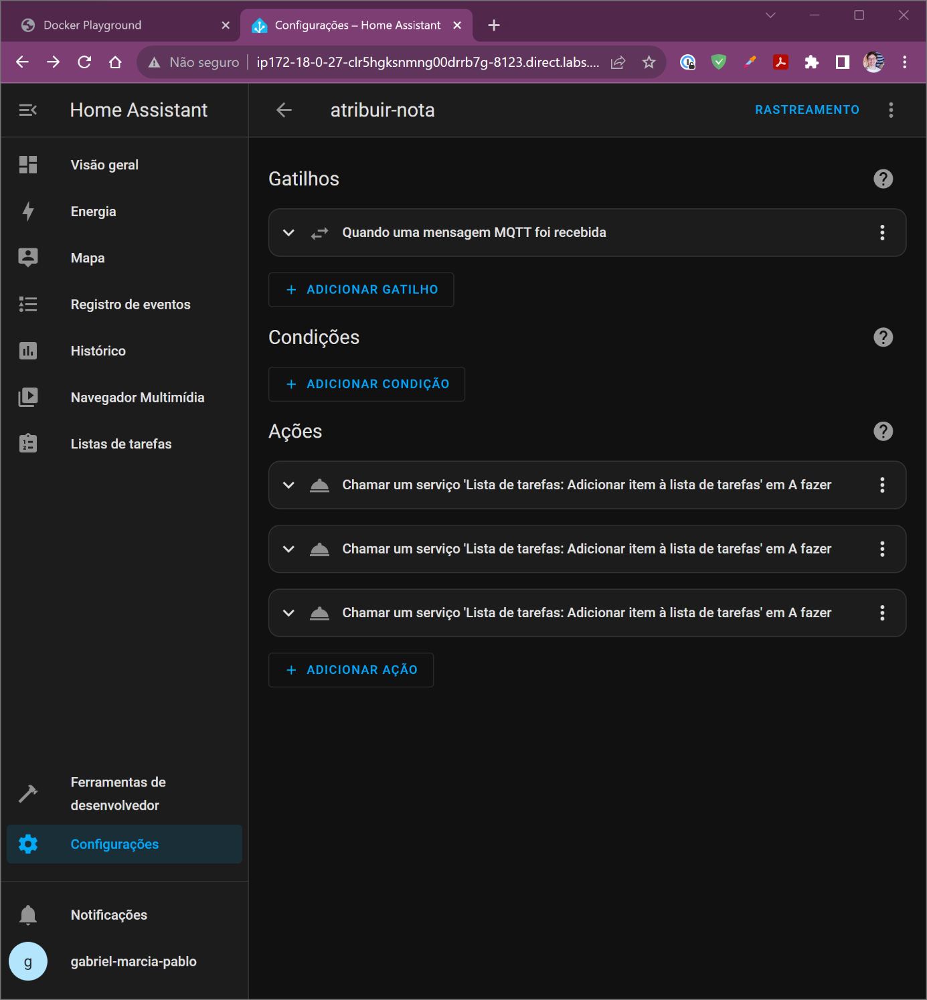 Docker Playground
Configurações – Home Assistant
Não seguro
ip172-18-0-27-clr5hgksnmng00drrb7g-8123.direct.labs....
Home Assistant
atribuir-nota
RASTREAMENTO
Visão geral
Energia
Mapa
Registro de eventos
Histórico
Navegador Multimídia
Listas de tarefas
Gatilhos
Quando uma mensagem MQTT foi recebida
+ ADICIONAR GATILHO
Condições
+ ADICIONAR CONDIÇÃO
Ações
Chamar um serviço 'Lista de tarefas: Adicionar item à lista de tarefas' em A fazer
Chamar um serviço 'Lista de tarefas: Adicionar item à lista de tarefas' em A fazer
Chamar um serviço 'Lista de tarefas: Adicionar item à lista de tarefas' em A fazer
+ ADICIONAR AÇÃO
Ferramentas de
desenvolvedor
Configurações
Notificações
g
gabriel-marcia-pablo